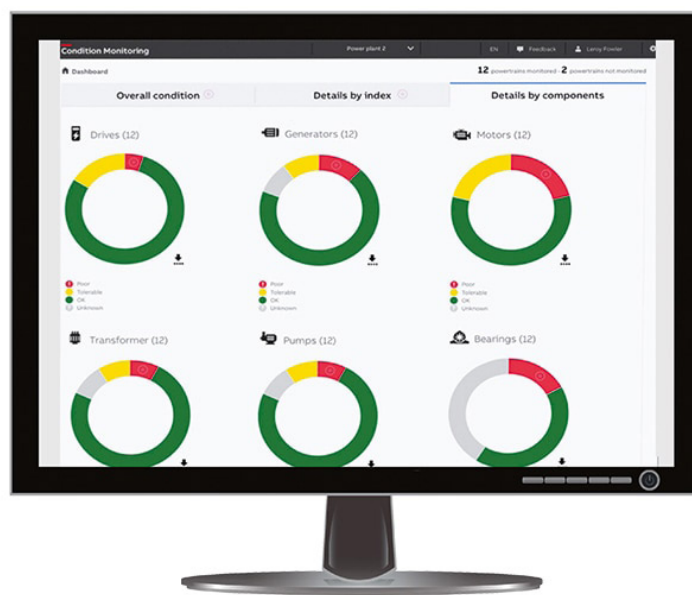 Condition Monitoring
Power plant 2
EN
Feedback
Leroy Fowler
Dashboard
12 powertrains monitored - 2 powertrains not monitored
Overall condition
Details by index
Details by components
Drives (12)
Generators (12)
Motors (12)
Poor
Tolerable
OK
Unknown
Poor
Tolerable
OK
Unknown
Poor
Tolerable
OK
Unknown
Transformer (12)
Pumps (12)
Bearings (12)